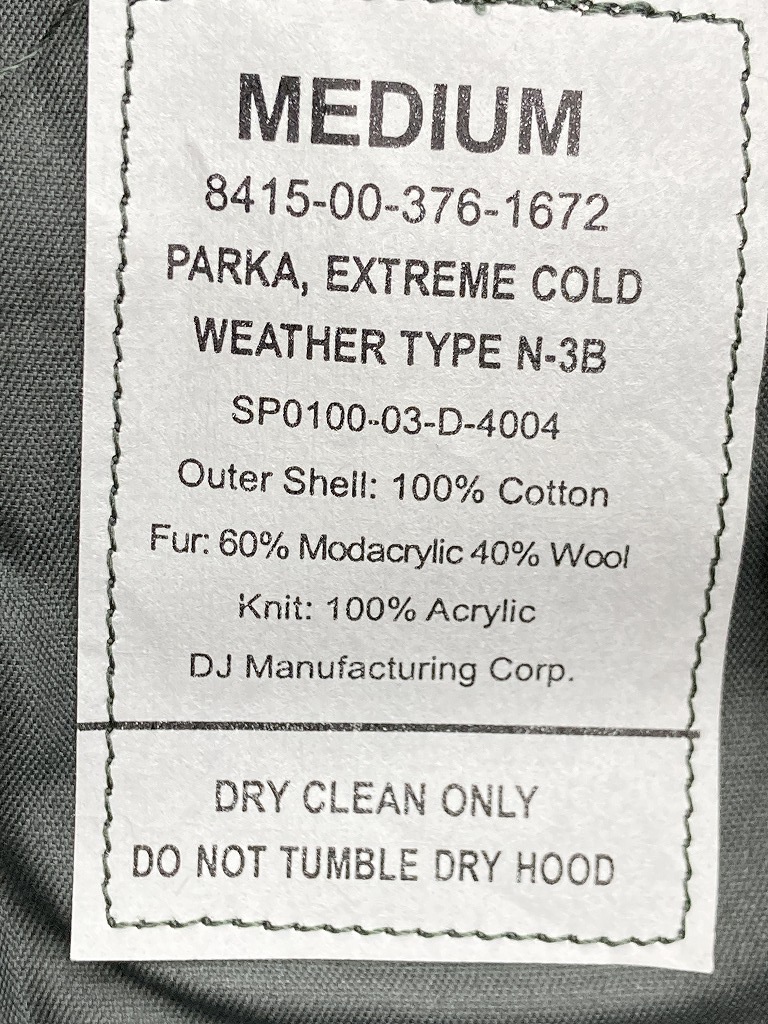 MEDIUM
8415-00-376-1672
PARKA, EXTREME COLD
WEATHER TYPE N-3B
SP0100-03-D-4004
Outer Shell: 100% Cotton
Fur: 60% Modacrylic 40% Wool
Knit: 100% Acrylic
DJ Manufacturing Corp.
DRY CLEAN ONLY
DO NOT TUMBLE DRY HOOD